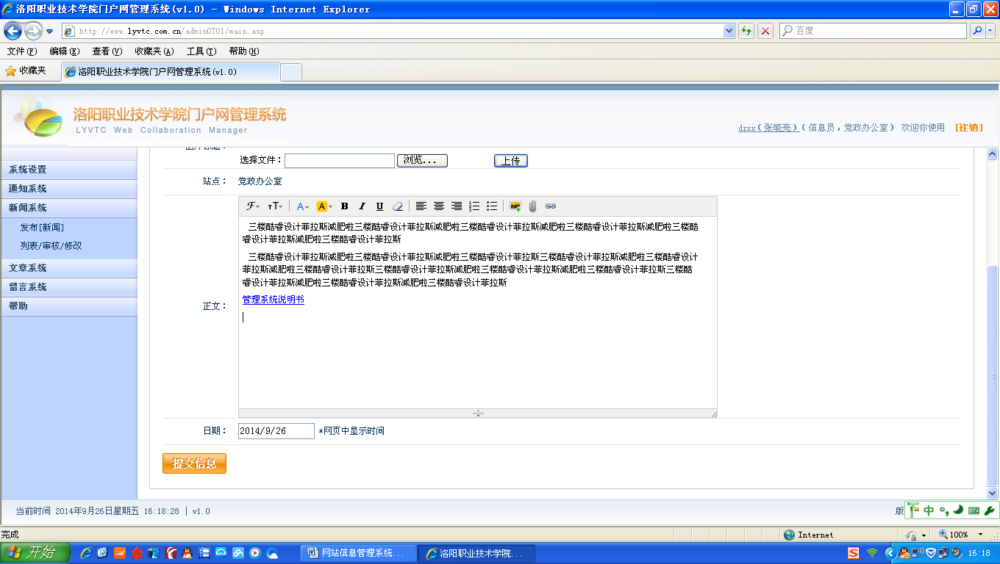 洛阳职业技术学院门户网管理系统(v1.0) - Windows Internet Explorer
http://www.lyvtc.com.cn/admin0701/main.asp
百度
文件(F) 编辑(E) 查看(V) 收藏夹(A) 工具(T) 帮助(H)
收藏夹 洛阳职业技术学院门户网管理系统(v1.0)
洛阳职业技术学院门户网管理系统
LYVTC Web Collaboration Manager
dzxx(张晓亮)(信息员,党政办公室) 欢迎你使用 [注销]
系统设置
通知系统
新闻系统
发布[新闻]
列表/审核/修改
文章系统
留言系统
帮助
选择文件: 浏览... 上传
站点: 党政办公室
三楼酷睿设计菲拉斯减肥啦三楼酷睿设计菲拉斯减肥啦三楼酷睿设计菲拉斯减肥啦三楼酷睿设计菲拉斯减肥啦三楼酷
睿设计菲拉斯减肥啦三楼酷睿设计菲拉斯
三楼酷睿设计菲拉斯减肥啦三楼酷睿设计菲拉斯减肥啦三楼酷睿设计菲拉斯三楼酷睿设计菲拉斯减肥啦三楼酷睿设计
菲拉斯减肥啦三楼酷睿设计菲拉斯三楼酷睿设计菲拉斯减肥啦三楼酷睿设计菲拉斯减肥啦三楼酷睿设计菲拉斯三楼酷
睿设计菲拉斯减肥啦三楼酷睿设计菲拉斯减肥啦三楼酷睿设计菲拉斯
管理系统说明书
正文:
日期: 2014/9/26 *网页中显示时间
提交信息
当前时间 2014年9月26日星期五 16:18:28 | v1.0
版
中
完成
Internet
100%
开始
网站信息管理系统...
洛阳职业技术学院...
16:18